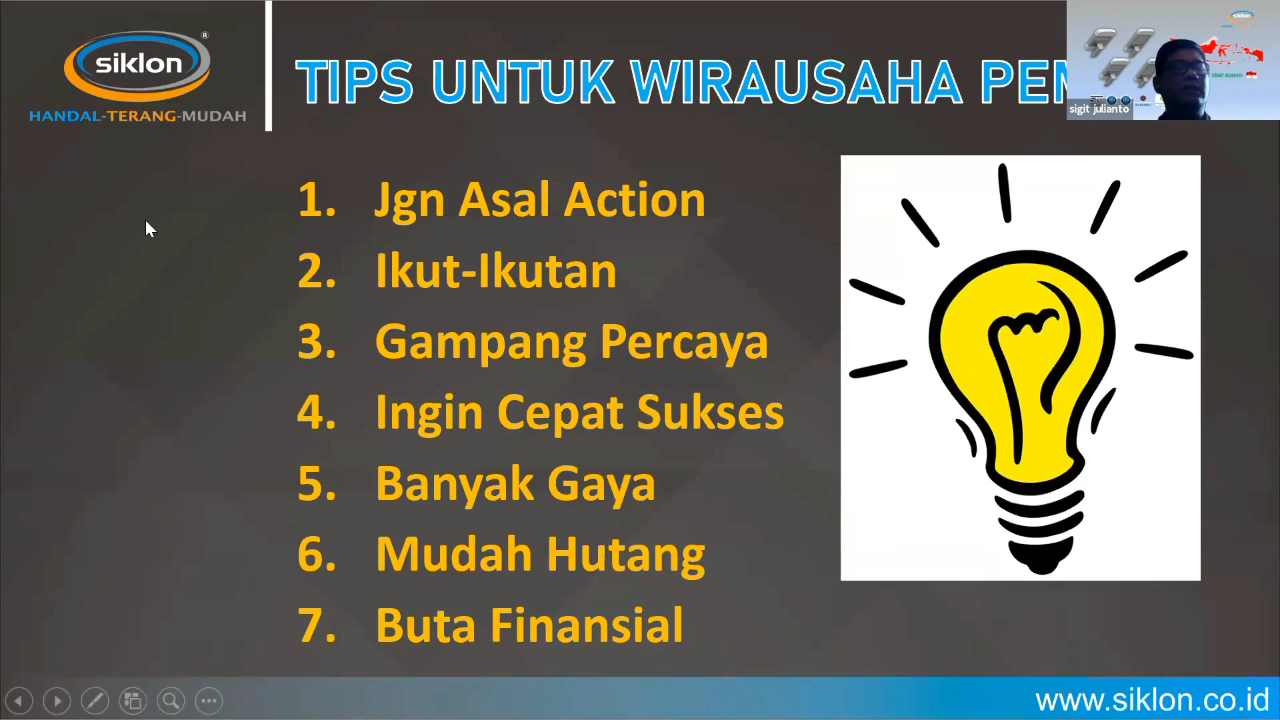 siklon®
HANDAL-TERANG-MUDAH
TIPS UNTUK WIRAUSAHA
sigit julianto
1. Jgn Asal Action
2. Ikut-Ikutan
3. Gampang Percaya
4. Ingin Cepat Sukses
5. Banyak Gaya
6. Mudah Hutang
7. Buta Finansial
www.siklon.co.id